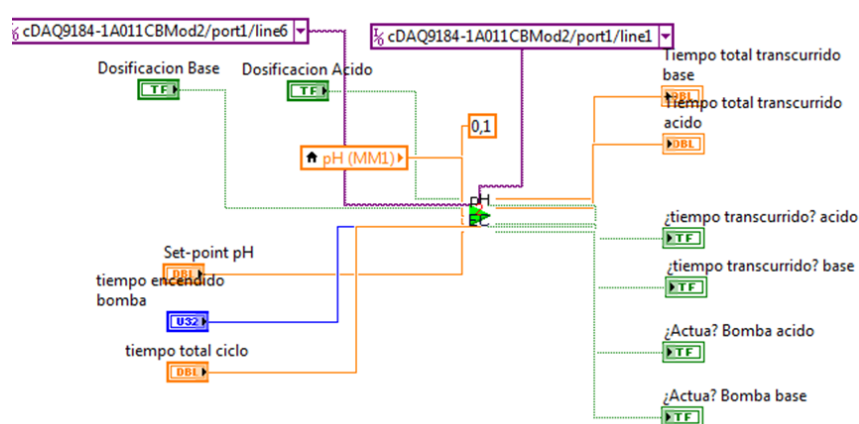 cDAQ9184-1A011CBMod2/port1/line6
cDAQ9184-1A011CBMod2/port1/line1
Dosificacion Base
TF
Dosificacion Acido
TF
Tiempo total transcurrido
base
DBL
Tiempo total transcurrido
acido
DBL
0,1
pH (MM1)
pH
¿tiempo transcurrido? acido
TF
¿tiempo transcurrido? base
TF
Set-point pH
DBL
tiempo encendido
bomba
U32
¿Actua? Bomba acido
TF
tiempo total ciclo
DBL
¿Actua? Bomba base
TF